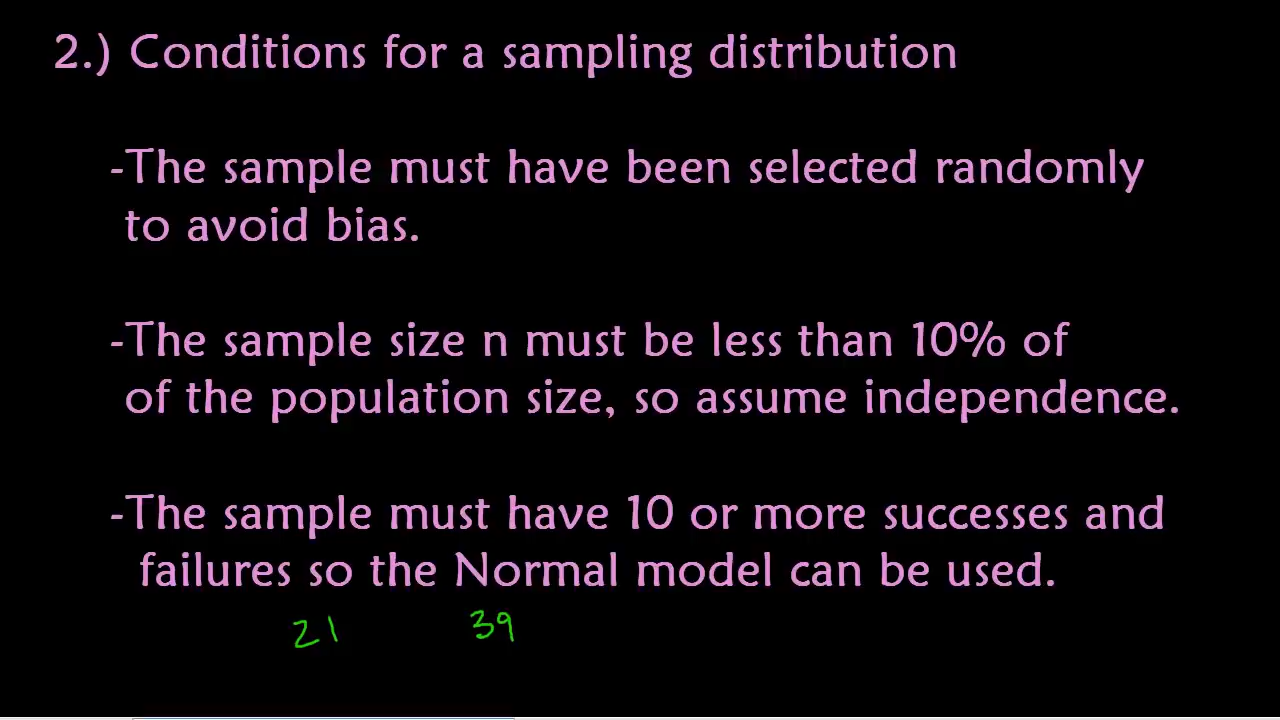 2.) Conditions for a sampling distribution
-The sample must have been selected randomly
to avoid bias.
-The sample size n must be less than 10% of
of the population size, so assume independence.
-The sample must have 10 or more successes and
failures so the Normal model can be used.
21 39